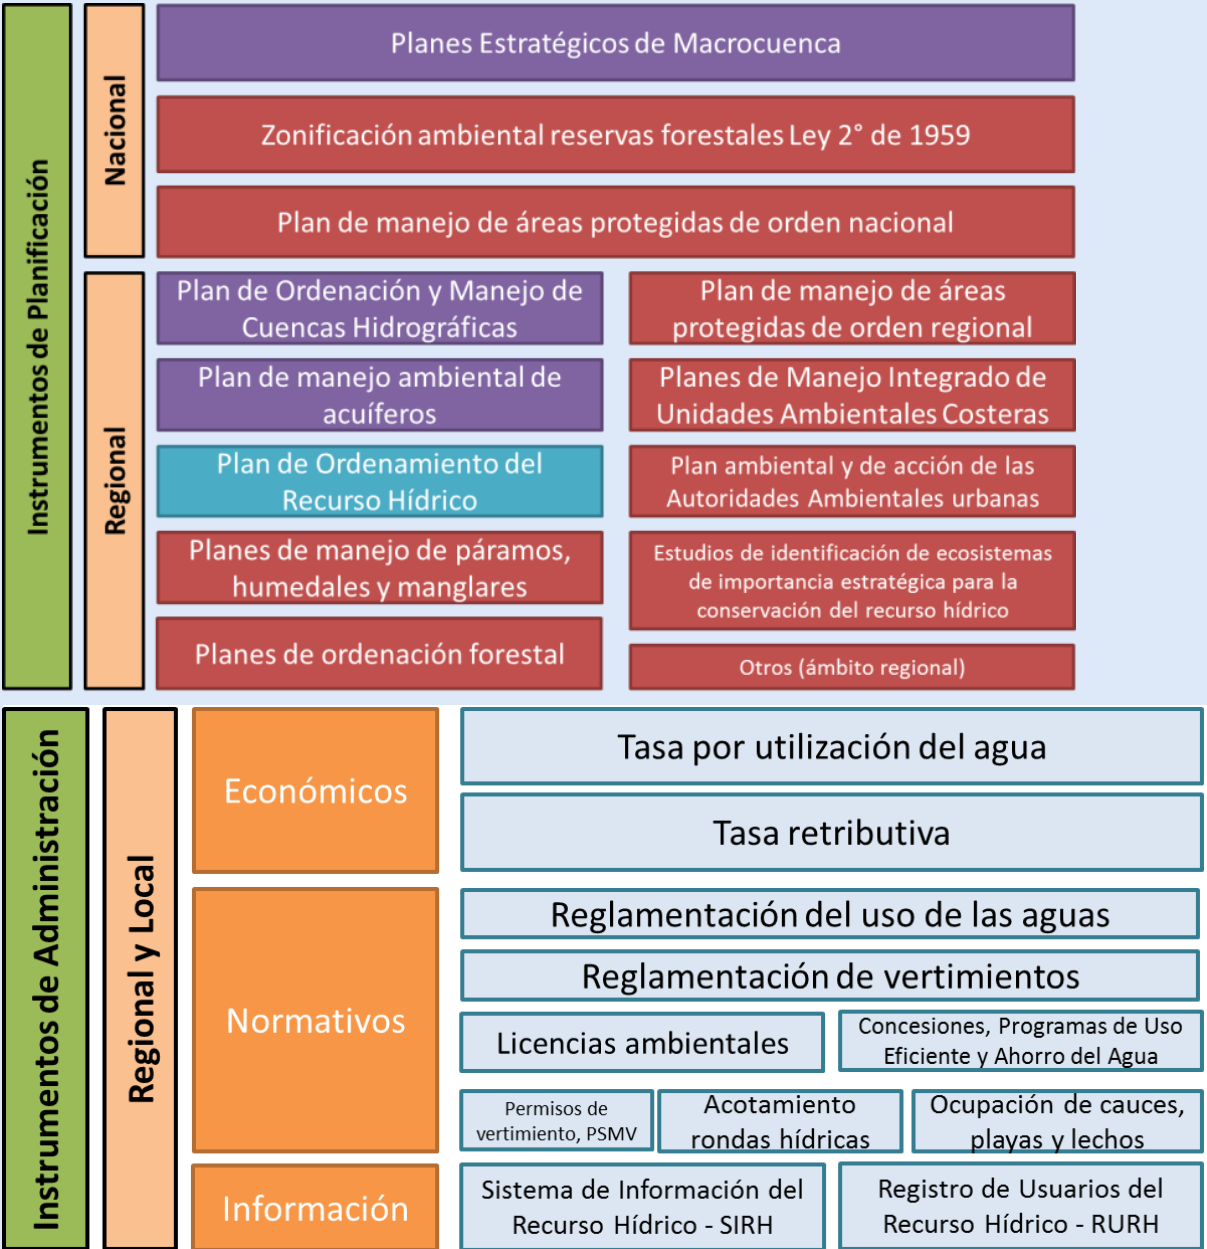 Instrumentos de Planificación
Nacional
Planes Estratégicos de Macrocuenca
Zonificación ambiental reservas forestales Ley 2° de 1959
Plan de manejo de áreas protegidas de orden nacional
Regional
Plan de Ordenación y Manejo de
Cuencas Hidrográficas
Plan de manejo ambiental de
acuíferos
Plan de Ordenamiento del
Recurso Hídrico
Planes de manejo de páramos,
humedales y manglares
Planes de ordenación forestal
Plan de manejo de áreas
protegidas de orden regional
Planes de Manejo Integrado de
Unidades Ambientales Costeras
Plan ambiental y de acción de las
Autoridades Ambientales urbanas
Estudios de identificación de ecosistemas
de importancia estratégica para la
conservación del recurso hídrico
Otros (ámbito regional)
Instrumentos de Administración
Regional y Local
Económicos
Tasa por utilización del agua
Tasa retributiva
Normativos
Reglamentación del uso de las aguas
Reglamentación de vertimientos
Licencias ambientales
Concesiones, Programas de Uso
Eficiente y Ahorro del Agua
Permisos de
vertimiento, PSMV
Acotamiento
rondas hídricas
Ocupación de cauces,
playas y lechos
Información
Sistema de Información del
Recurso Hídrico - SIRH
Registro de Usuarios del
Recurso Hídrico - RURH